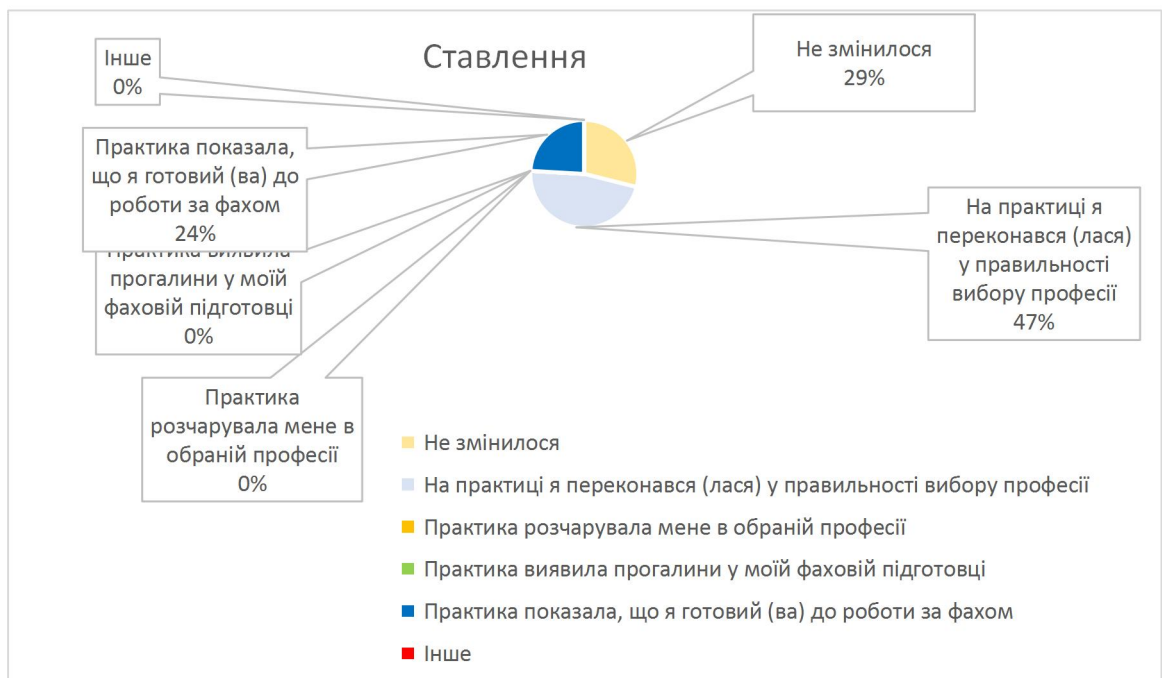 Ставлення
Інше
0%
Не змінилося
29%
Практика показала,
що я готовий (ва) до
роботи за фахом
24%
На практиці я
переконався (лася)
у правильності
вибору професії
47%
Практика виявила
прогалини у моїй
фаховій підготовці
0%
Практика
розчарувала мене в
обраній професії
0%
Не змінилося
На практиці я переконався (лася) у правильності вибору професії
Практика розчарувала мене в обраній професії
Практика виявила прогалини у моїй фаховій підготовці
Практика показала, що я готовий (ва) до роботи за фахом
Інше